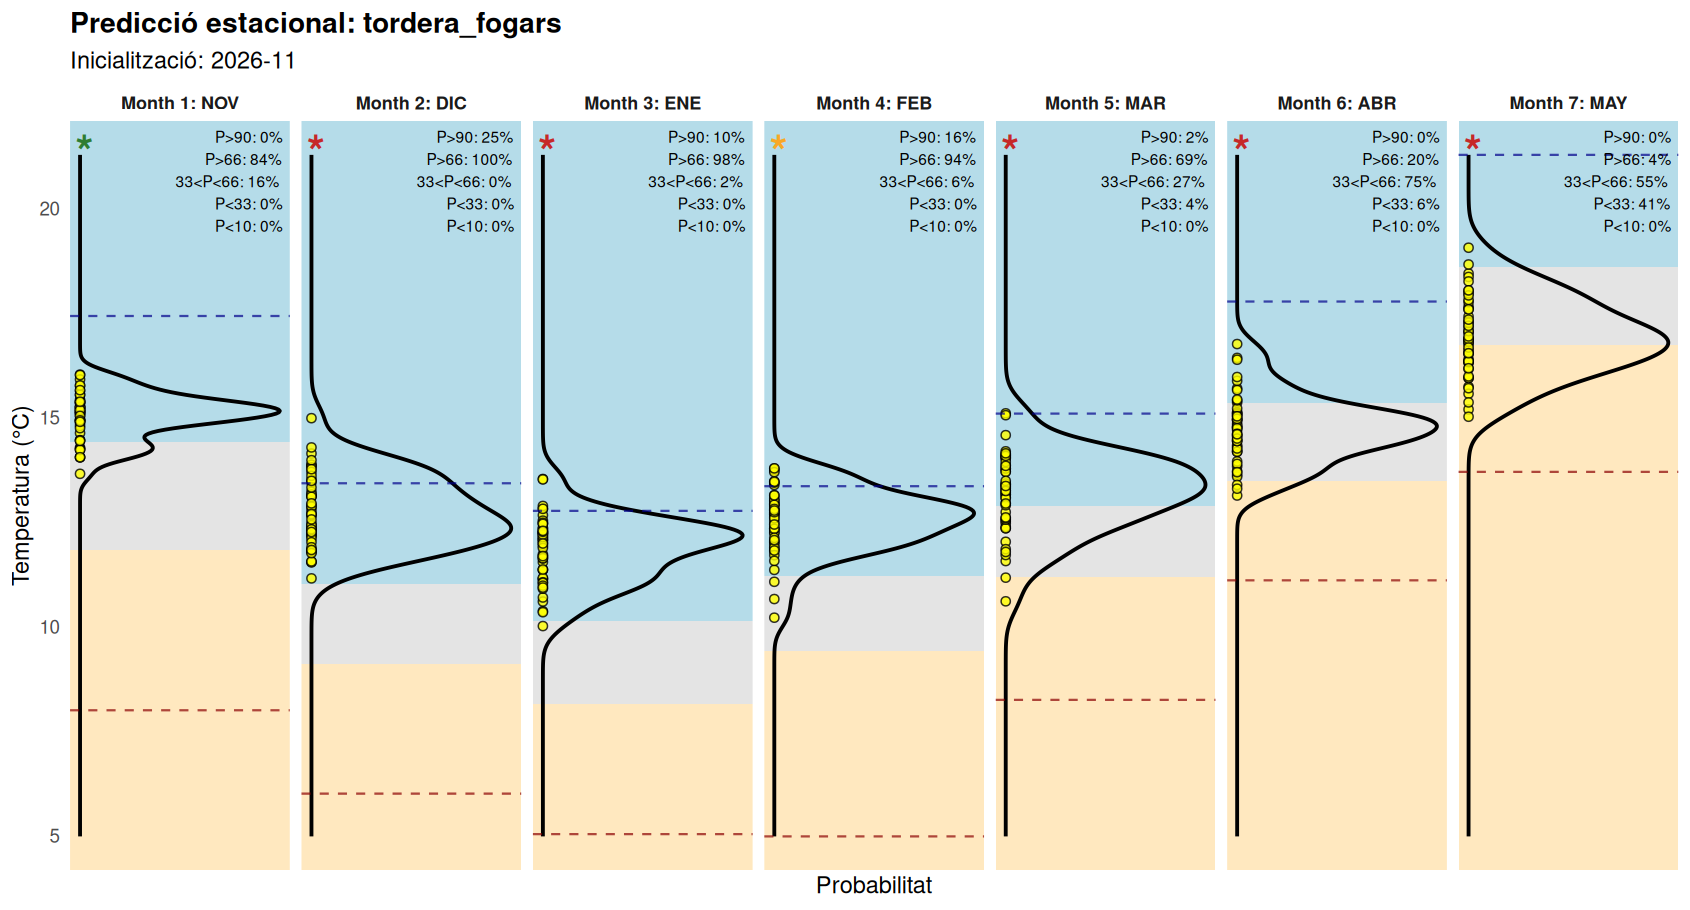 Predicció estacional: tordera_fogars
Inicialització: 2026-11
Month 1: NOV
Month 2: DIC
Month 3: ENE
Month 4: FEB
Month 5: MAR
Month 6: ABR
Month 7: MAY
*
P>90: 0%
P>66: 84%
33<P<66: 16%
P<33: 0%
P<10: 0%
*
P>90: 25%
P>66: 100%
33<P<66: 0%
P<33: 0%
P<10: 0%
*
P>90: 10%
P>66: 98%
33<P<66: 2%
P<33: 0%
P<10: 0%
*
P>90: 16%
P>66: 94%
33<P<66: 6%
P<33: 0%
P<10: 0%
*
P>90: 2%
P>66: 69%
33<P<66: 27%
P<33: 4%
P<10: 0%
*
P>90: 0%
P>66: 20%
33<P<66: 75%
P<33: 6%
P<10: 0%
*
P>90: 0%
P>66: 4%
33<P<66: 55%
P<33: 41%
P<10: 0%
20
15
10
5
Temperatura (°C)
Probabilitat